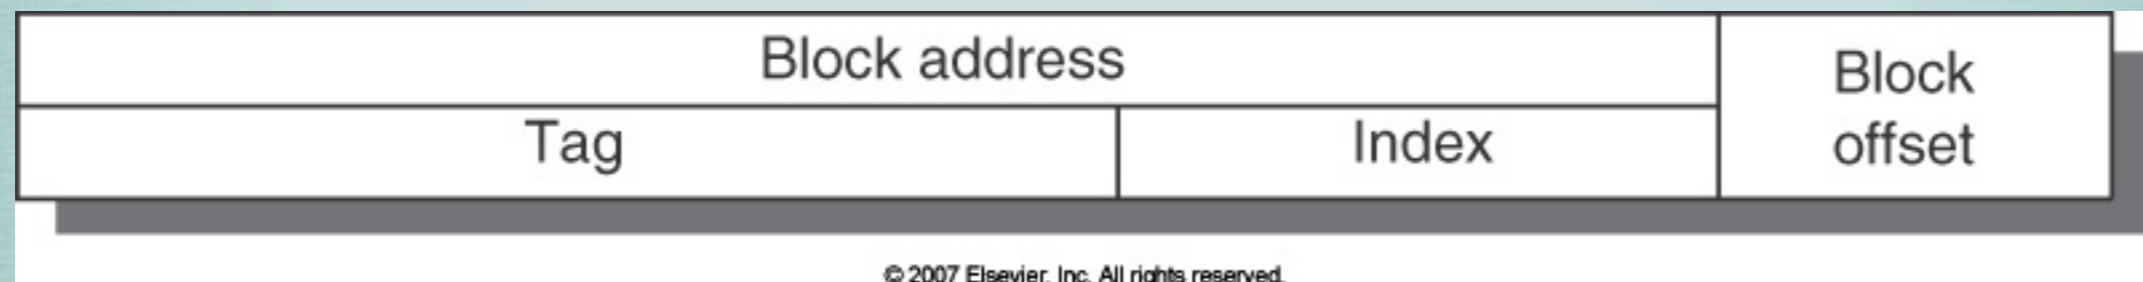 Block address
Block
offset
Tag
Index
© 2007 Elsevier, Inc. All rights reserved.